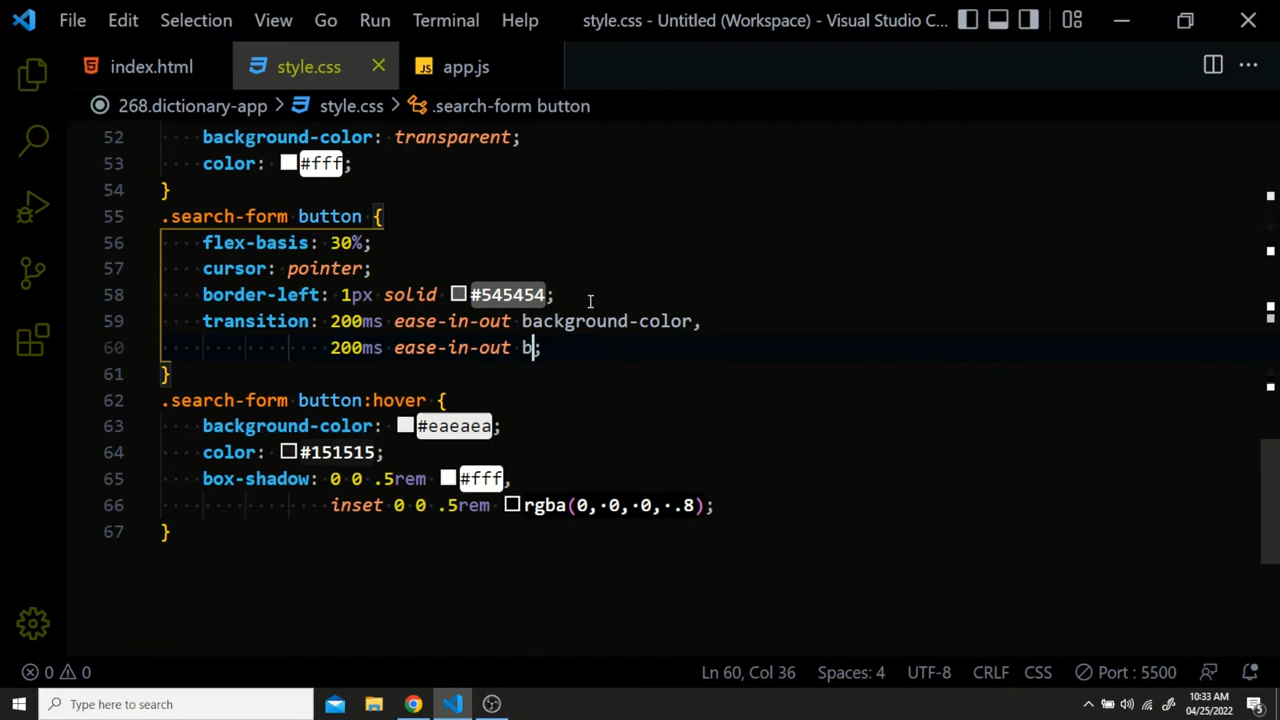 File Edit Selection View Go Run Terminal Help style.css - Untitled (Workspace) - Visual Studio C...
index.html style.css app.js
268.dictionary-app > style.css > .search-form button
52 background-color: transparent;
53 color: #fff;
54 }
55 .search-form button {
56 flex-basis: 30%;
57 cursor: pointer;
58 border-left: 1px solid #545454;
59 transition: 200ms ease-in-out background-color,
60 200ms ease-in-out b;
61 }
62 .search-form button:hover {
63 background-color: #eaeaea;
64 color: #151515;
65 box-shadow: 0 0 .5rem #fff,
66 inset 0 0 .5rem rgba(0, 0, 0, .8);
67 }
0 0 Ln 60, Col 36 Spaces: 4 UTF-8 CRLF CSS Port : 5500
Type here to search 10:33 AM
04/25/2022 5